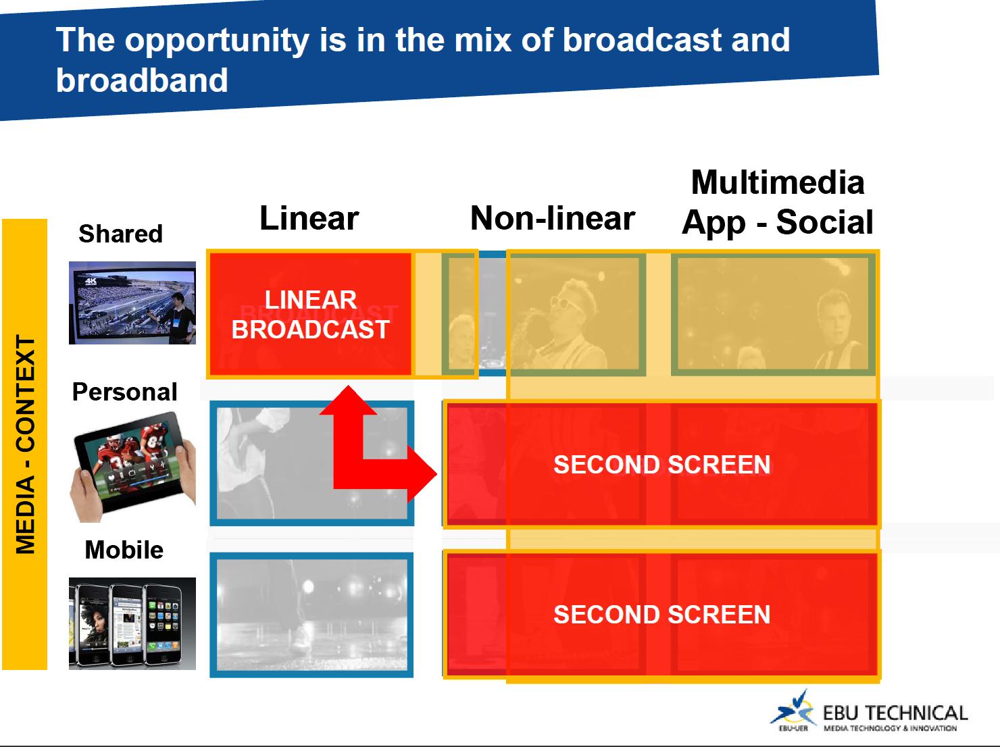 The opportunity is in the mix of broadcast and
broadband
Linear
Non-linear
Multimedia
App - Social
MEDIA - CONTEXT
Shared
4K
LINEAR
BROADCAST
BROADCAST
Personal
SECOND SCREEN
Mobile
SECOND SCREEN
EBU TECHNICAL
EBU·UER
MEDIA TECHNOLOGY & INNOVATION